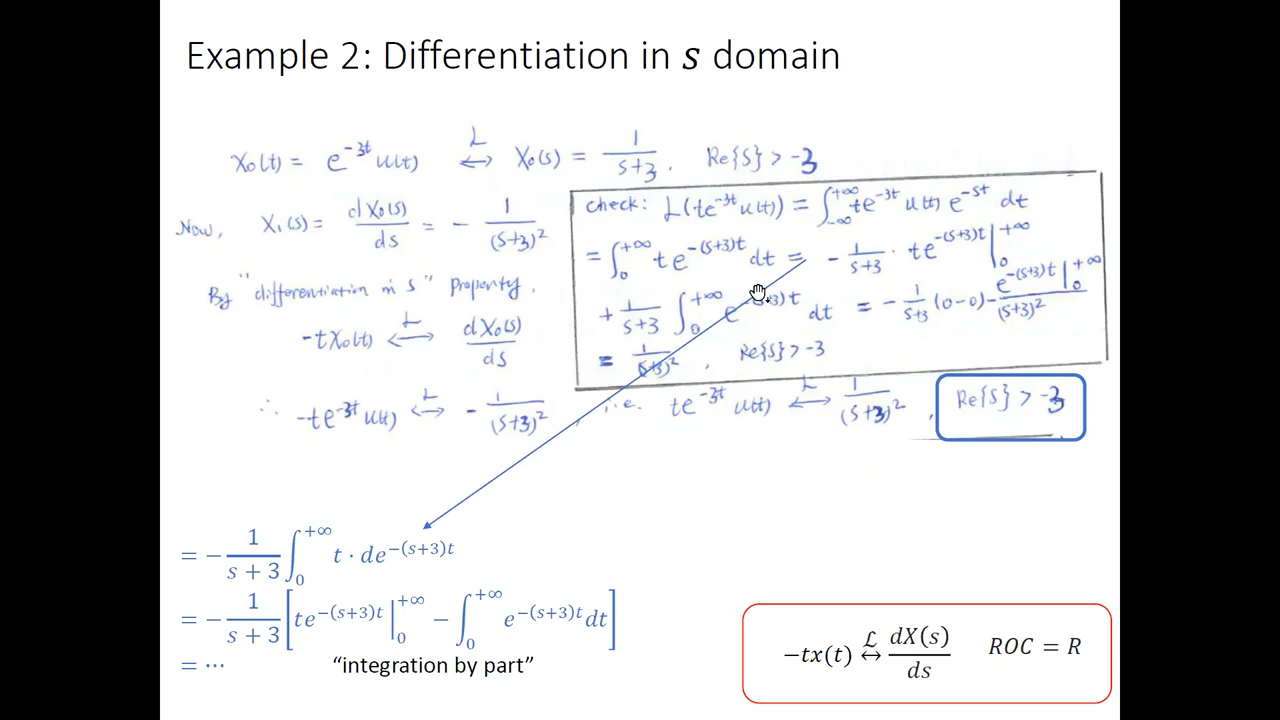 Example 2: Differentiation in s domain
X₀(t) = e^{-3t} u(t) ↔ᴸ X₀(s) = 1/(s+3), Re{S} > -3
Now, X₁(s) = dX₀(s)/ds = - 1/(s+3)²
By "differentiation in s" property,
-tX₀(t) ↔ᴸ dX₀(s)/ds
∴ -te^{-3t} u(t) ↔ᴸ - 1/(s+3)²
check: L(te^{-3t} u(t)) = ∫_{-∞}^{+∞} te^{-3t} u(t) e^{-st} dt
= ∫_0^{+∞} te^{-(s+3)t} dt = - 1/(s+3) · te^{-(s+3)t} |_0^{+∞}
+ 1/(s+3) ∫_0^{+∞} e^{-(s+3)t} dt = - 1/(s+3) (0-0) - e^{-(s+3)t}|_0^{+∞}/(s+3)²
= 1/(s+3)², Re{S} > -3
i.e. te^{-3t} u(t) ↔ᴸ 1/(s+3)², Re{S} > -3
= - 1/(s+3) ∫_0^{+∞} t · de^{-(s+3)t}
= - 1/(s+3) [te^{-(s+3)t} |_0^{+∞} - ∫_0^{+∞} e^{-(s+3)t} dt]
= ⋯ “integration by part”
-tx(t) ↔ᴸ dX(s)/ds ROC = R